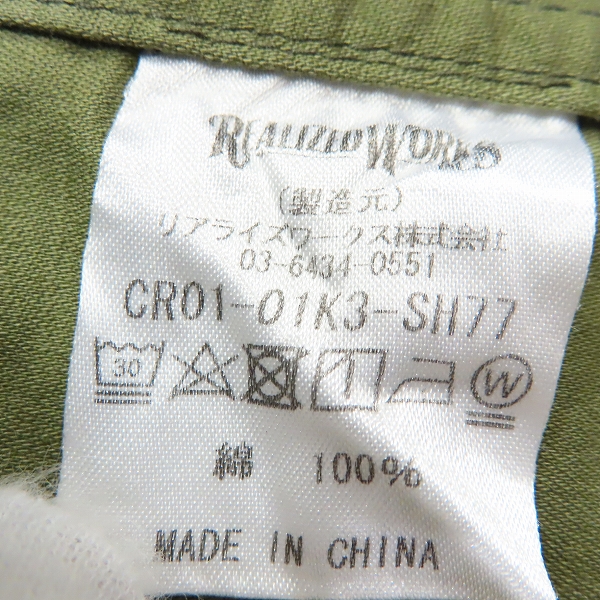 REALIZED WORKS
(製造元)
リアライズワークス株式会社
03-6434-0551
CR01-01K3-SH77
30 W
綿 100%
MADE IN CHINA